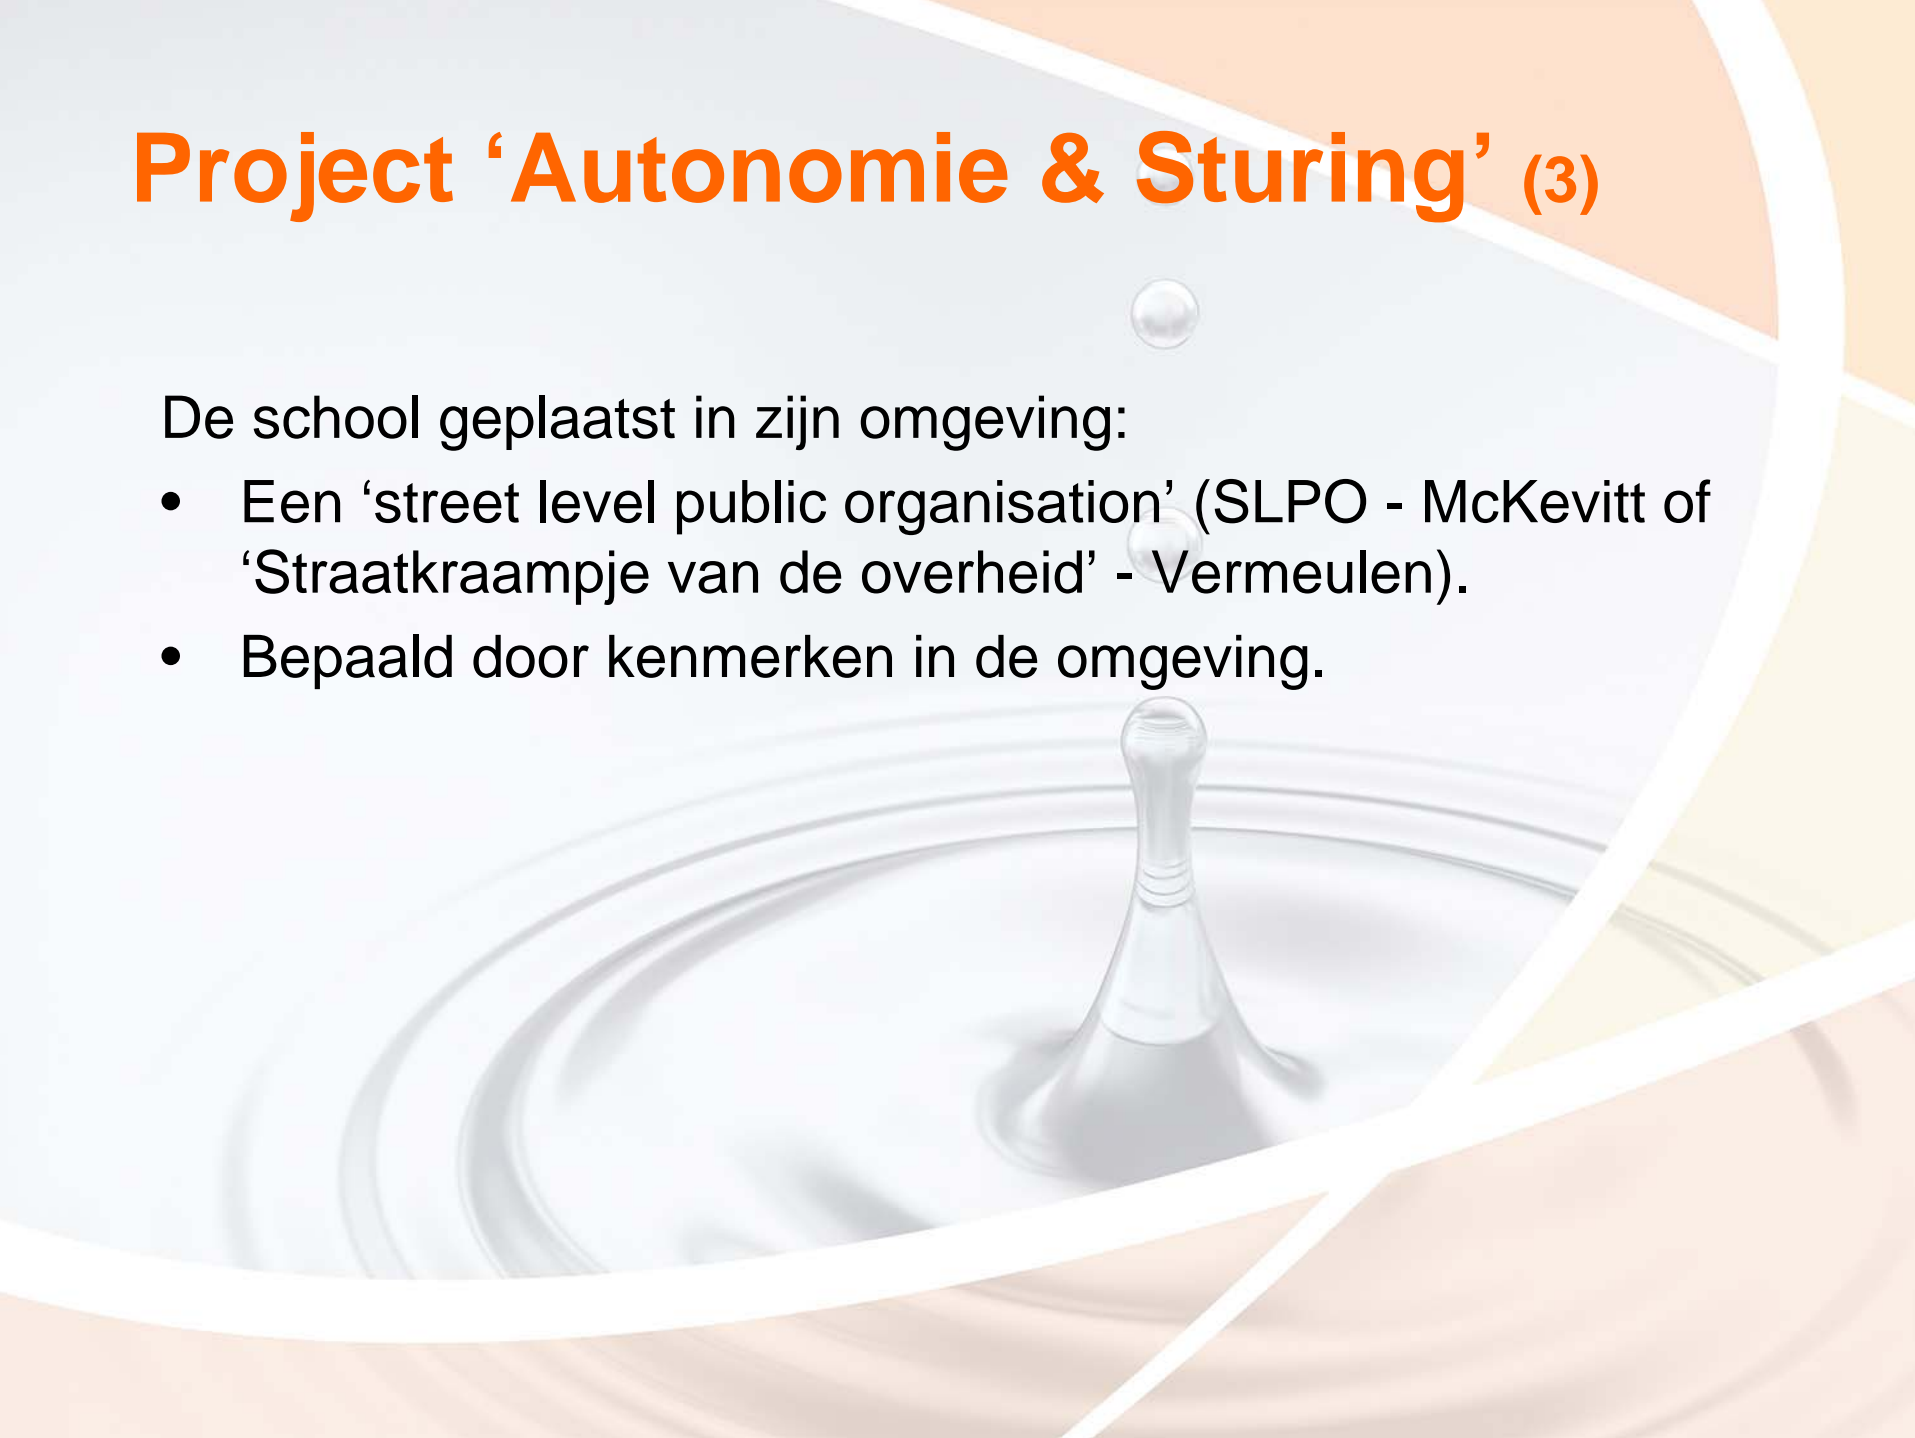 Project ‘Autonomie & Sturing’ (3)
De school geplaatst in zijn omgeving:
• Een ‘street level public organisation’ (SLPO - McKevitt of
‘Straatkraampje van de overheid’ - Vermeulen).
• Bepaald door kenmerken in de omgeving.